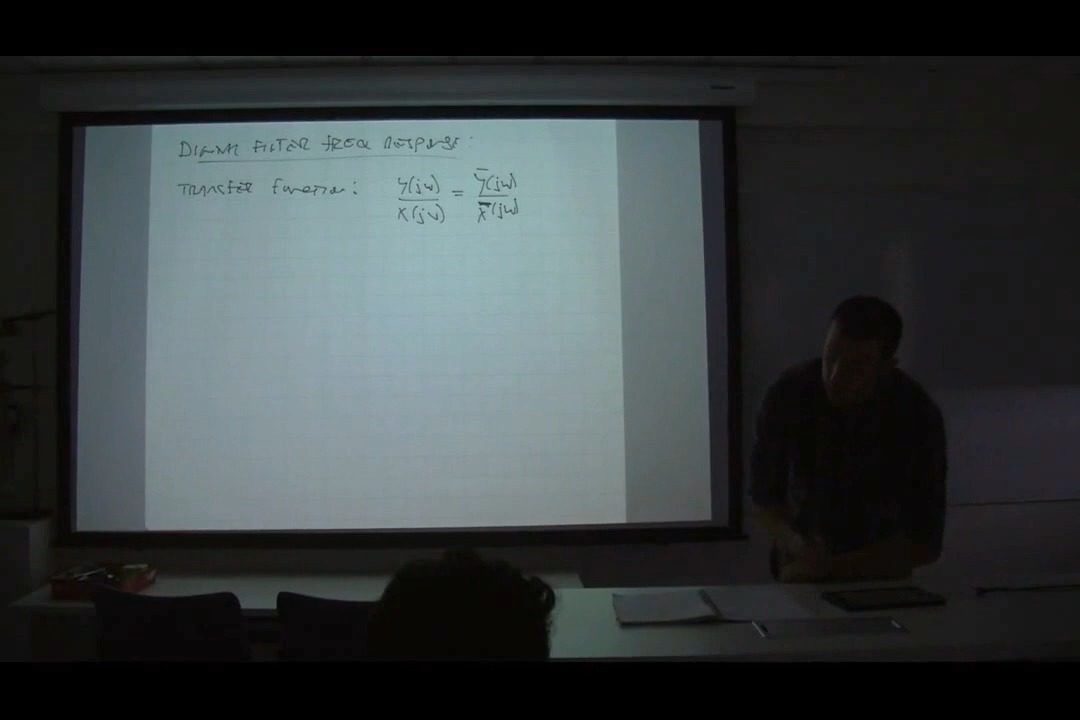 DIGITAL FILTER FREQ RESPONSE:
TRANSFER function: Y(jω)/X(jω) = Ȳ(jω)/X̄(jω)